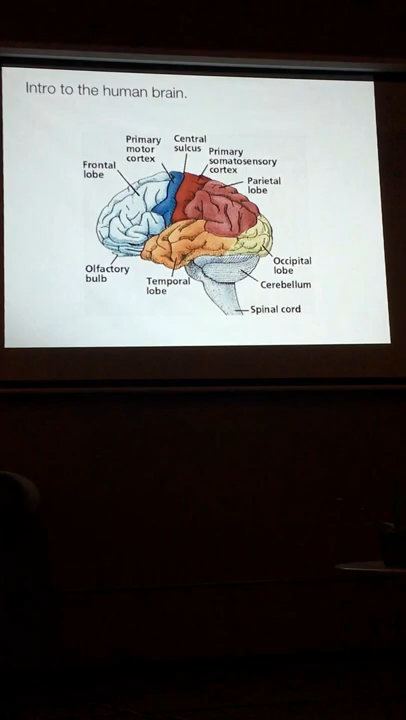 Intro to the human brain.
Primary
motor
cortex
Central
sulcus
Primary
somatosensory
cortex
Frontal
lobe
Parietal
lobe
Olfactory
bulb
Temporal
lobe
Occipital
lobe
Cerebellum
Spinal cord